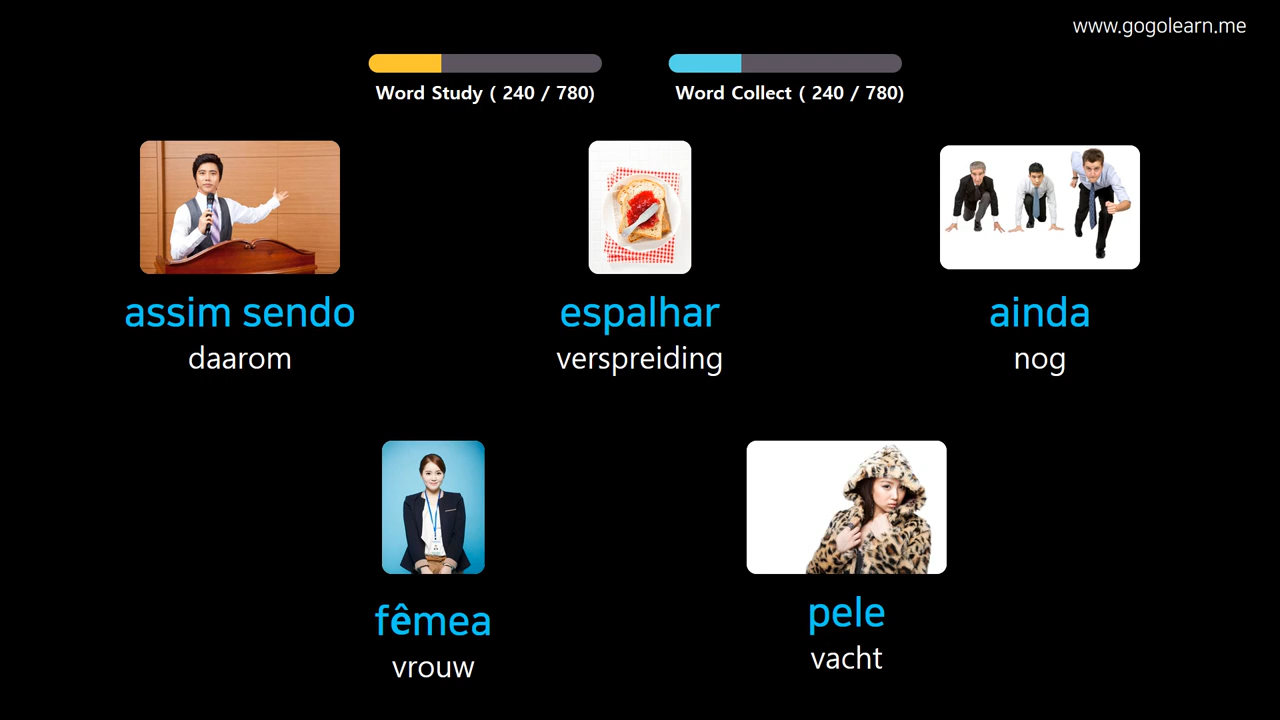 www.gogolearn.me
Word Study ( 240 / 780)
Word Collect ( 240 / 780)
assim sendo
daarom
espalhar
verspreiding
ainda
nog
fêmea
vrouw
pele
vacht